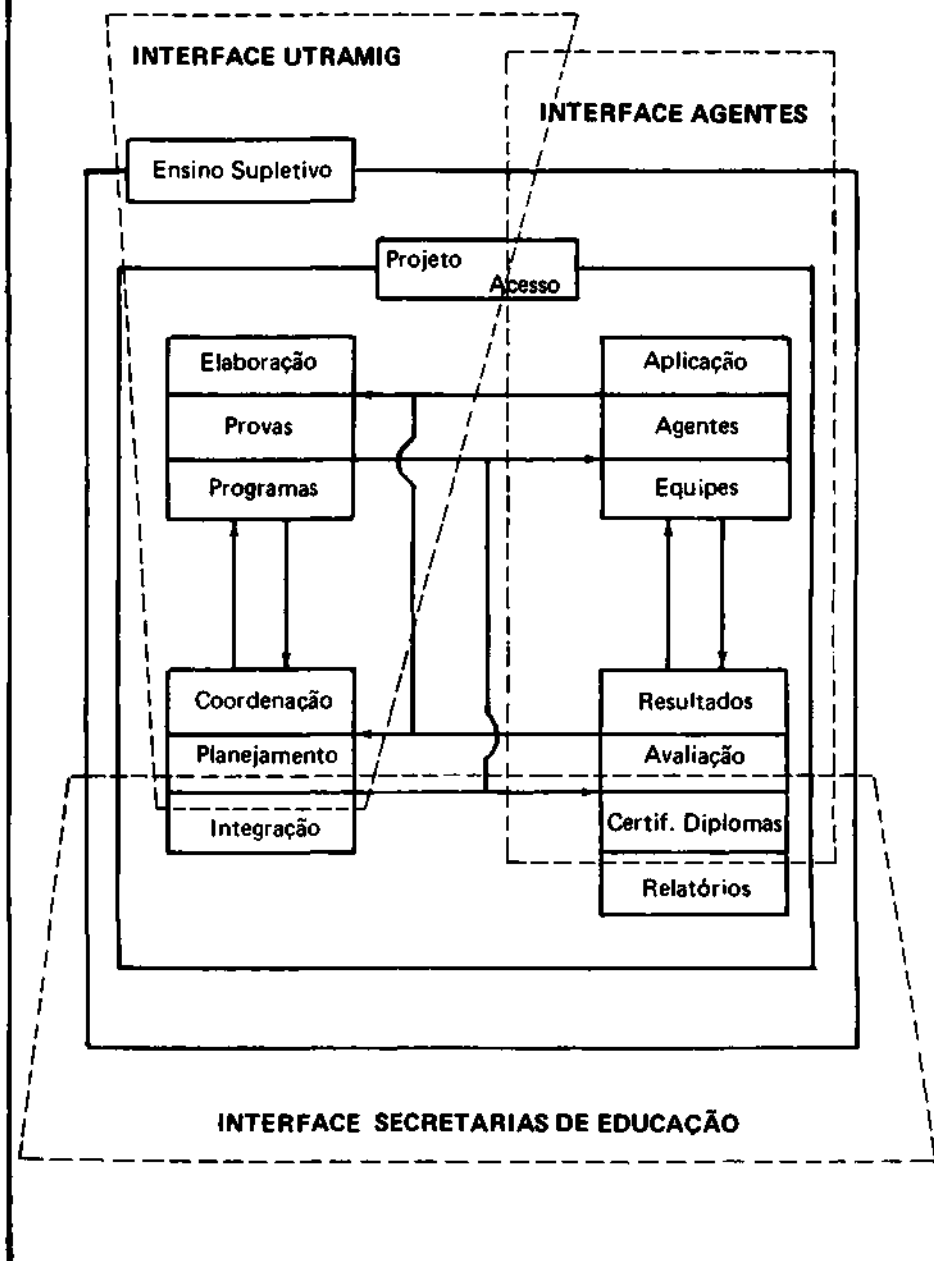 INTERFACE UTRAMIG
INTERFACE AGENTES
Ensino Supletivo
Projeto
Acesso
Elaboração
Provas
Programas
Aplicação
Agentes
Equipes
Coordenação
Planejamento
Integração
Resultados
Avaliação
Certif. Diplomas
Relatórios
INTERFACE SECRETARIAS DE EDUCAÇÃO